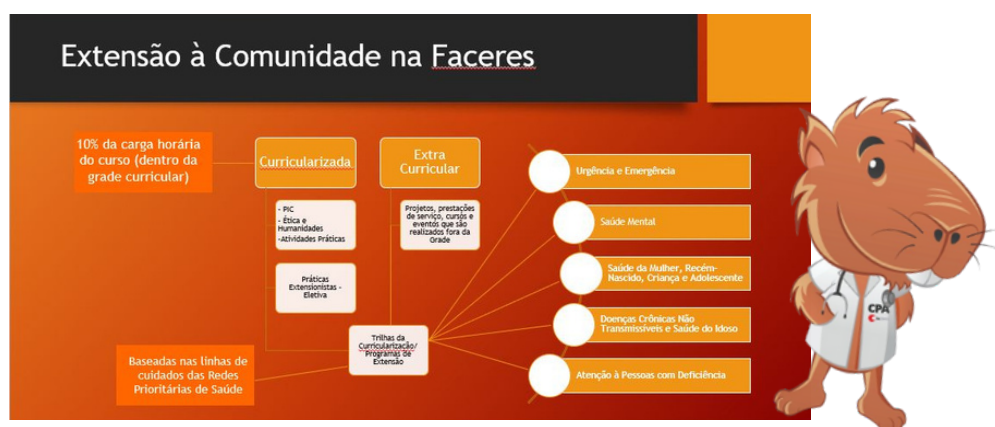 Extensão à Comunidade na Faceres
10% da carga horária
do curso (dentro da
grade curricular)
Curricularizada
Extra
Curricular
- PIC
- Ética e
Humanidades
-Atividades Práticas
Projetos, prestações
de serviço, cursos e
eventos que são
realizados fora da
Grade
Práticas
Extensionistas -
Eletiva
Trilhas da
Curricularização/
Programas de
Extensão
Baseadas nas linhas de
cuidados das Redes
Prioritárias de Saúde
Urgência e Emergência
Saúde Mental
Saúde da Mulher, Recém-
Nascido, Criança e Adolescente
Doenças Crônicas Não
Transmissíveis e Saúde do Idoso
Atenção à Pessoas com Deficiência
CPA